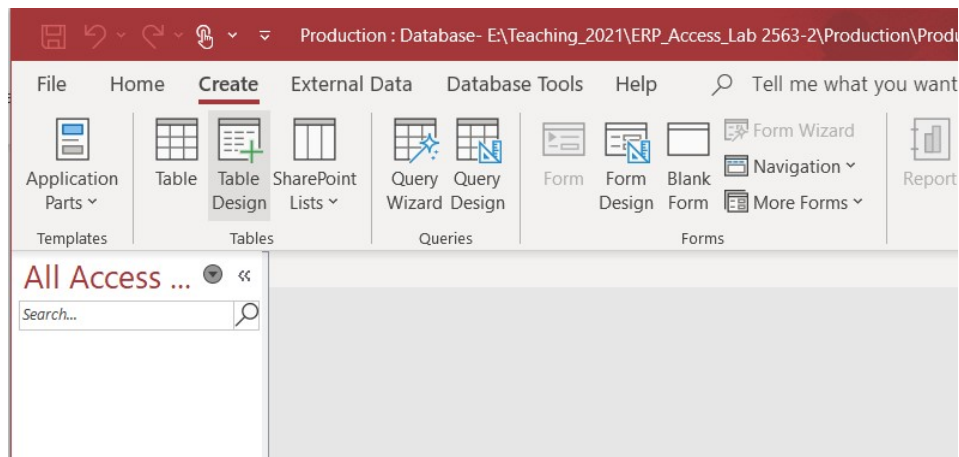 Production : Database- E:\Teaching_2021\ERP_Access_Lab 2563-2\Production\Produ
File Home Create External Data Database Tools Help Tell me what you want
Application Parts
Table
Table Design
SharePoint Lists
Query Wizard
Query Design
Form
Form Design
Blank Form
Form Wizard
Navigation
More Forms
Report
Templates Tables Queries Forms
All Access ...
Search...